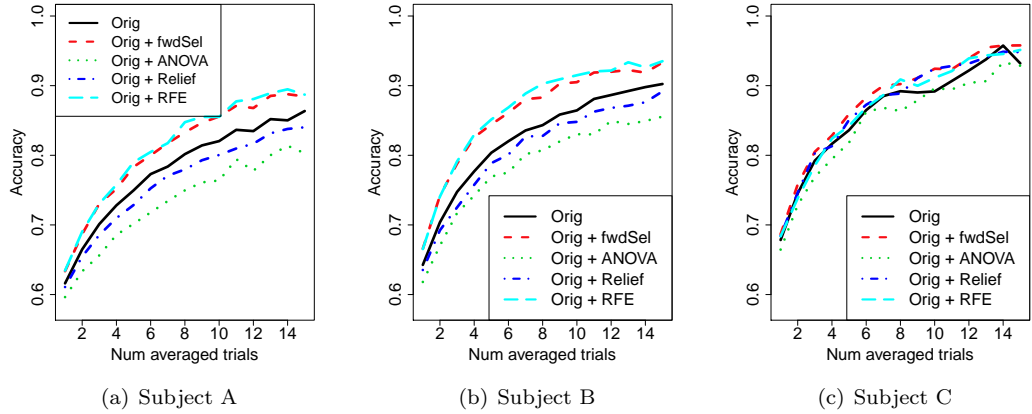 Accuracy
0.6 0.7 0.8 0.9 1.0
Orig
Orig + fwdSel
Orig + ANOVA
Orig + Relief
Orig + RFE
2 4 6 8 10 12 14
Num averaged trials
(a) Subject A
Accuracy
0.6 0.7 0.8 0.9 1.0
Orig
Orig + fwdSel
Orig + ANOVA
Orig + Relief
Orig + RFE
2 4 6 8 10 12 14
Num averaged trials
(b) Subject B
Accuracy
0.6 0.7 0.8 0.9 1.0
Orig
Orig + fwdSel
Orig + ANOVA
Orig + Relief
Orig + RFE
2 4 6 8 10 12 14
Num averaged trials
(c) Subject C